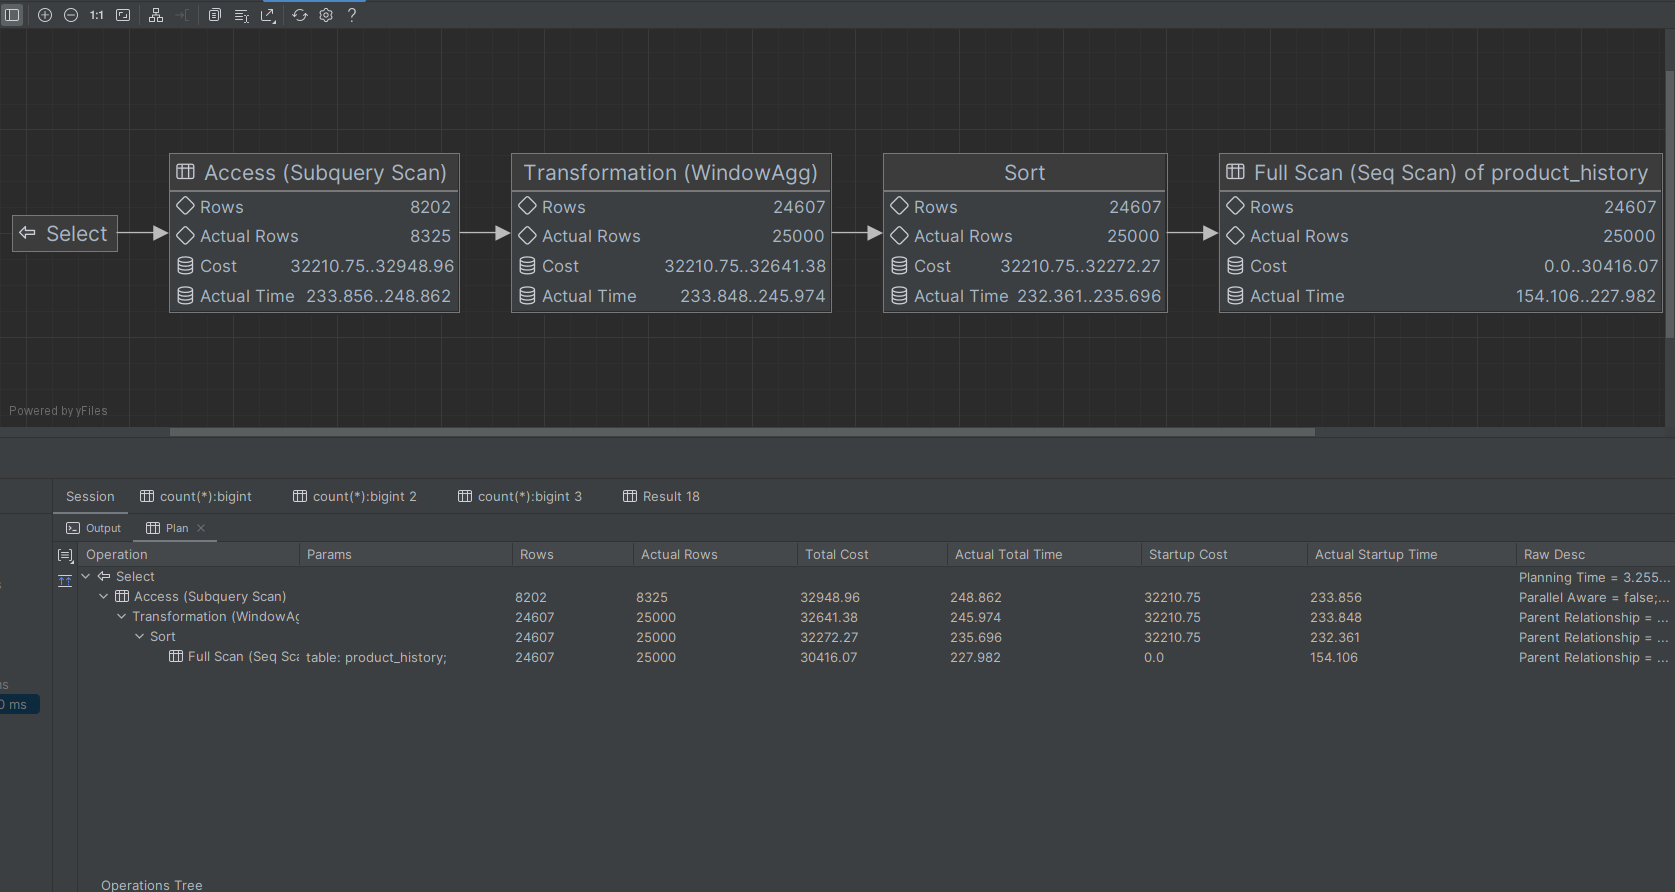 1:1
?
Select
Access (Subquery Scan)
Rows 8202
Actual Rows 8325
Cost 32210.75..32948.96
Actual Time 233.856..248.862
Transformation (WindowAgg)
Rows 24607
Actual Rows 25000
Cost 32210.75..32641.38
Actual Time 233.848..245.974
Sort
Rows 24607
Actual Rows 25000
Cost 32210.75..32272.27
Actual Time 232.361..235.696
Full Scan (Seq Scan) of product_history
Rows 24607
Actual Rows 25000
Cost 0.0..30416.07
Actual Time 154.106..227.982
Powered by yFiles
Session count(*):bigint count(*):bigint 2 count(*):bigint 3 Result 18
Output Plan
Operation Params Rows Actual Rows Total Cost Actual Total Time Startup Cost Actual Startup Time Raw Desc
Select Planning Time = 3.255...
Access (Subquery Scan) 8202 8325 32948.96 248.862 32210.75 233.856 Parallel Aware = false;...
Transformation (WindowAg 24607 25000 32641.38 245.974 32210.75 233.848 Parent Relationship = ...
Sort 24607 25000 32272.27 235.696 32210.75 232.361 Parent Relationship = ...
Full Scan (Seq Sca table: product_history; 24607 25000 30416.07 227.982 0.0 154.106 Parent Relationship = ...
ns
0 ms
Operations Tree